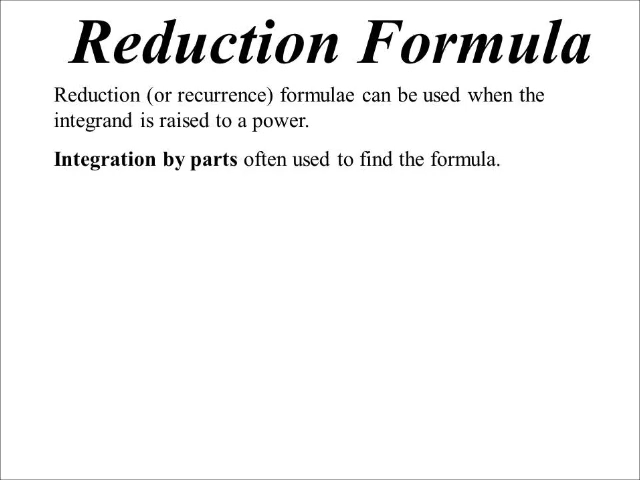 Reduction Formula
Reduction (or recurrence) formulae can be used when the
integrand is raised to a power.
Integration by parts often used to find the formula.